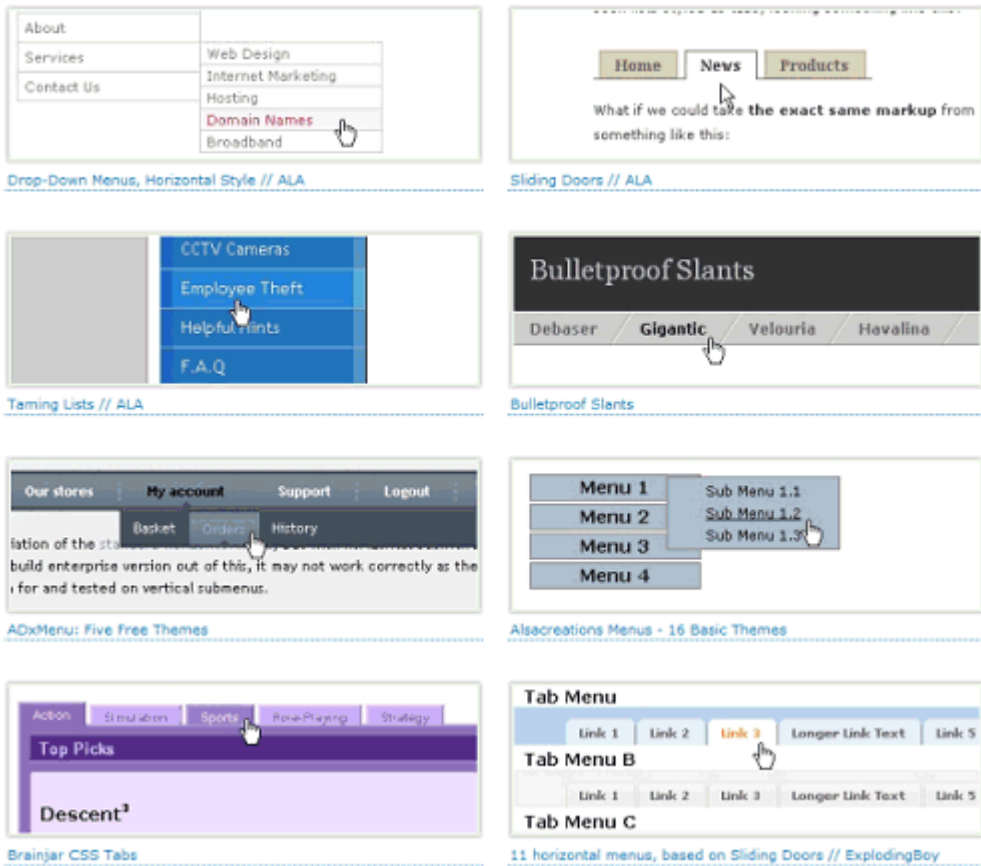 About
Services
Contact Us
Web Design
Internet Marketing
Hosting
Domain Names
Broadband
Drop-Down Menus, Horizontal Style // ALA
Home News Products
What if we could take the exact same markup from
something like this:
Sliding Doors // ALA
CCTV Cameras
Employee Theft
Helpful Hints
F.A.Q
Taming Lists // ALA
Bulletproof Slants
Debaser Gigantic Velouria Havalina
Bulletproof Slants
Our stores My account Support Logout
Basket Orders History
iation of the
build enterprise version out of this, it may not work correctly as the
for and tested on vertical submenus.
ADxMenu: Five Free Themes
Menu 1
Menu 2
Menu 3
Menu 4
Sub Menu 1.1
Sub Menu 1.2
Sub Menu 1.3
Alsacreations Menus - 16 Basic Themes
Action Simulation Sports Role-Playing Strategy
Top Picks
Descent³
Brainjar CSS Tabs
Tab Menu
Link 1 Link 2 Link 3 Longer Link Text Link 5
Tab Menu B
Link 1 Link 2 Link 3 Longer Link Text Link 5
Tab Menu C
11 horizontal menus, based on Sliding Doors // ExplodingBoy